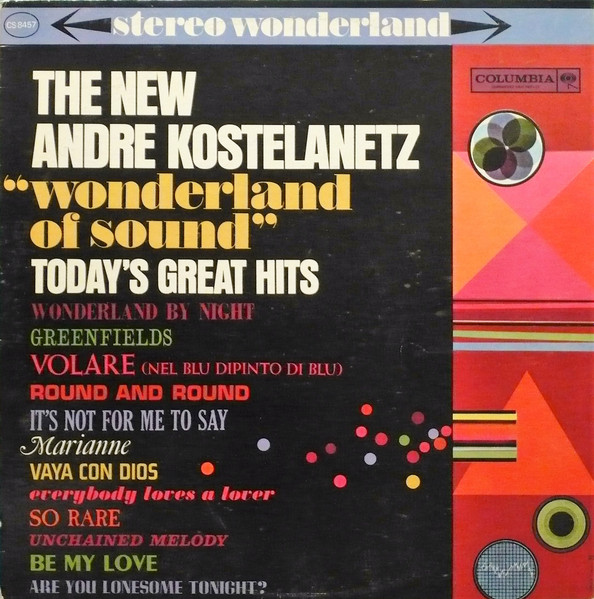 CS 8457
stereo wonderland
COLUMBIA
THE NEW
ANDRE KOSTELANETZ
“wonderland
of sound”
TODAY'S GREAT HITS
WONDERLAND BY NIGHT
GREENFIELDS
VOLARE (NEL BLU DIPINTO DI BLU)
ROUND AND ROUND
IT'S NOT FOR ME TO SAY
Marianne
VAYA CON DIOS
everybody loves a lover
SO RARE
UNCHAINED MELODY
BE MY LOVE
ARE YOU LONESOME TONIGHT?